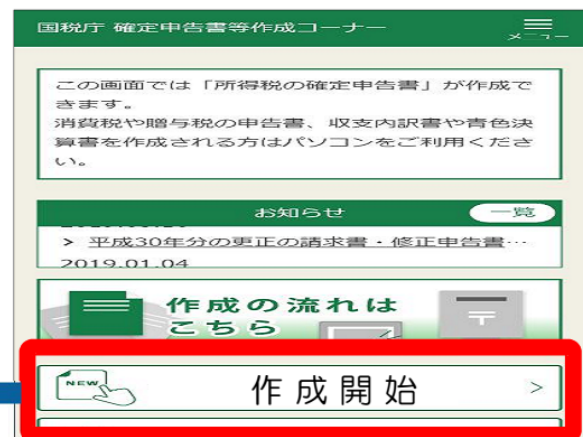 国税庁 確定申告書等作成コーナー
メニュー
この画面では「所得税の確定申告書」が作成で
きます。
消費税や贈与税の申告書、収支内訳書や青色決
算書を作成される方はパソコンをご利用くださ
い。
お知らせ
一覧
> 平成30年分の更正の請求書・修正申告書…
2019.01.04
作成の流れは
こちら
〒
NEW
作成開始 >